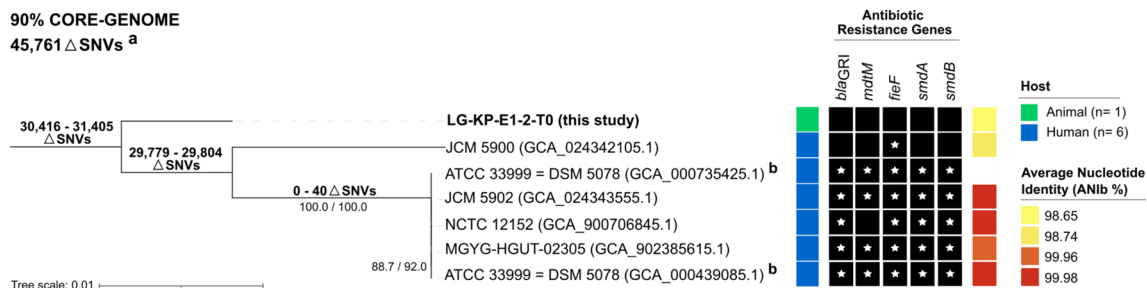 90% CORE-GENOME
45,761 △ SNVs a
Antibiotic
Resistance Genes
blaGRI
mdtM
fieF
smdA
smdB
Host
Animal (n= 1)
Human (n= 6)
30,416 - 31,405
△ SNVs
LG-KP-E1-2-T0 (this study)
29,779 - 29,804
△ SNVs
JCM 5900 (GCA_024342105.1)
ATCC 33999 = DSM 5078 (GCA_000735425.1) b
0 - 40 △ SNVs
100.0 / 100.0
JCM 5902 (GCA_024343555.1)
NCTC 12152 (GCA_900706845.1)
MGYG-HGUT-02305 (GCA_902385615.1)
88.7 / 92.0
ATCC 33999 = DSM 5078 (GCA_000439085.1) b
Average Nucleotide
Identity (ANIb %)
98.65
98.74
99.96
99.98
Tree scale: 0.01